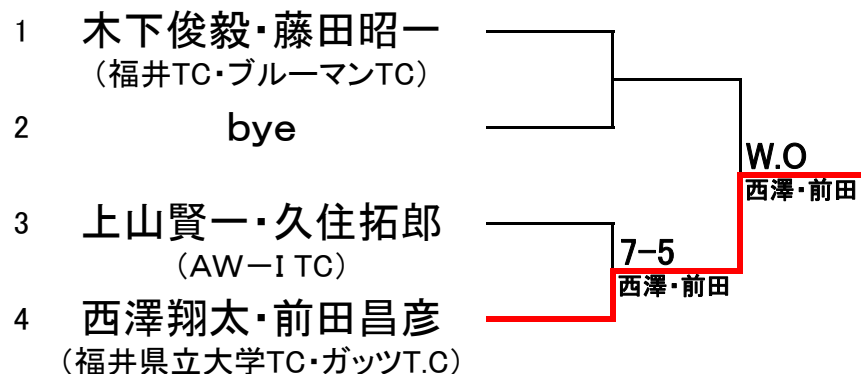 1 木下俊毅・藤田昭一
（福井TC・ブルーマンTC）
2 bye
W.O
西澤・前田
3 上山賢一・久住拓郎
（AW－I TC）
7-5
西澤・前田
4 西澤翔太・前田昌彦
（福井県立大学TC・ガッツT.C）